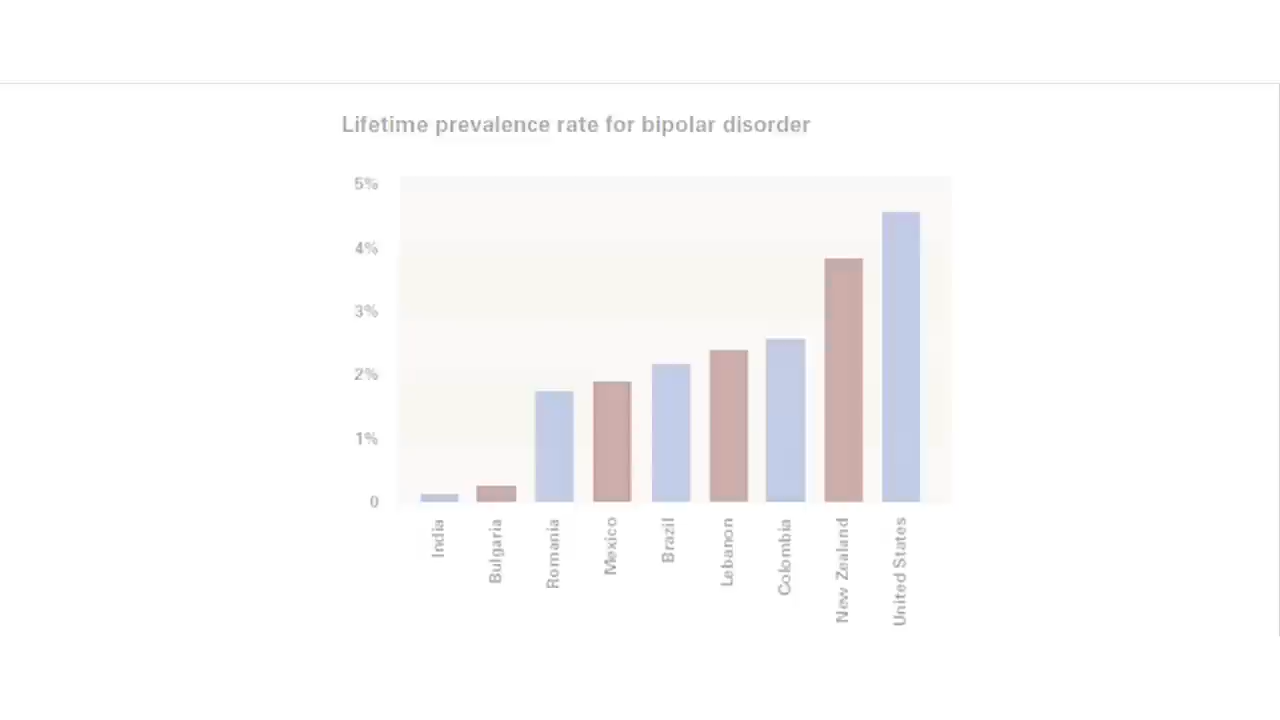 Lifetime prevalence rate for bipolar disorder
5%
4%
3%
2%
1%
0
India
Bulgaria
Romania
Mexico
Brazil
Lebanon
Colombia
New Zealand
United States